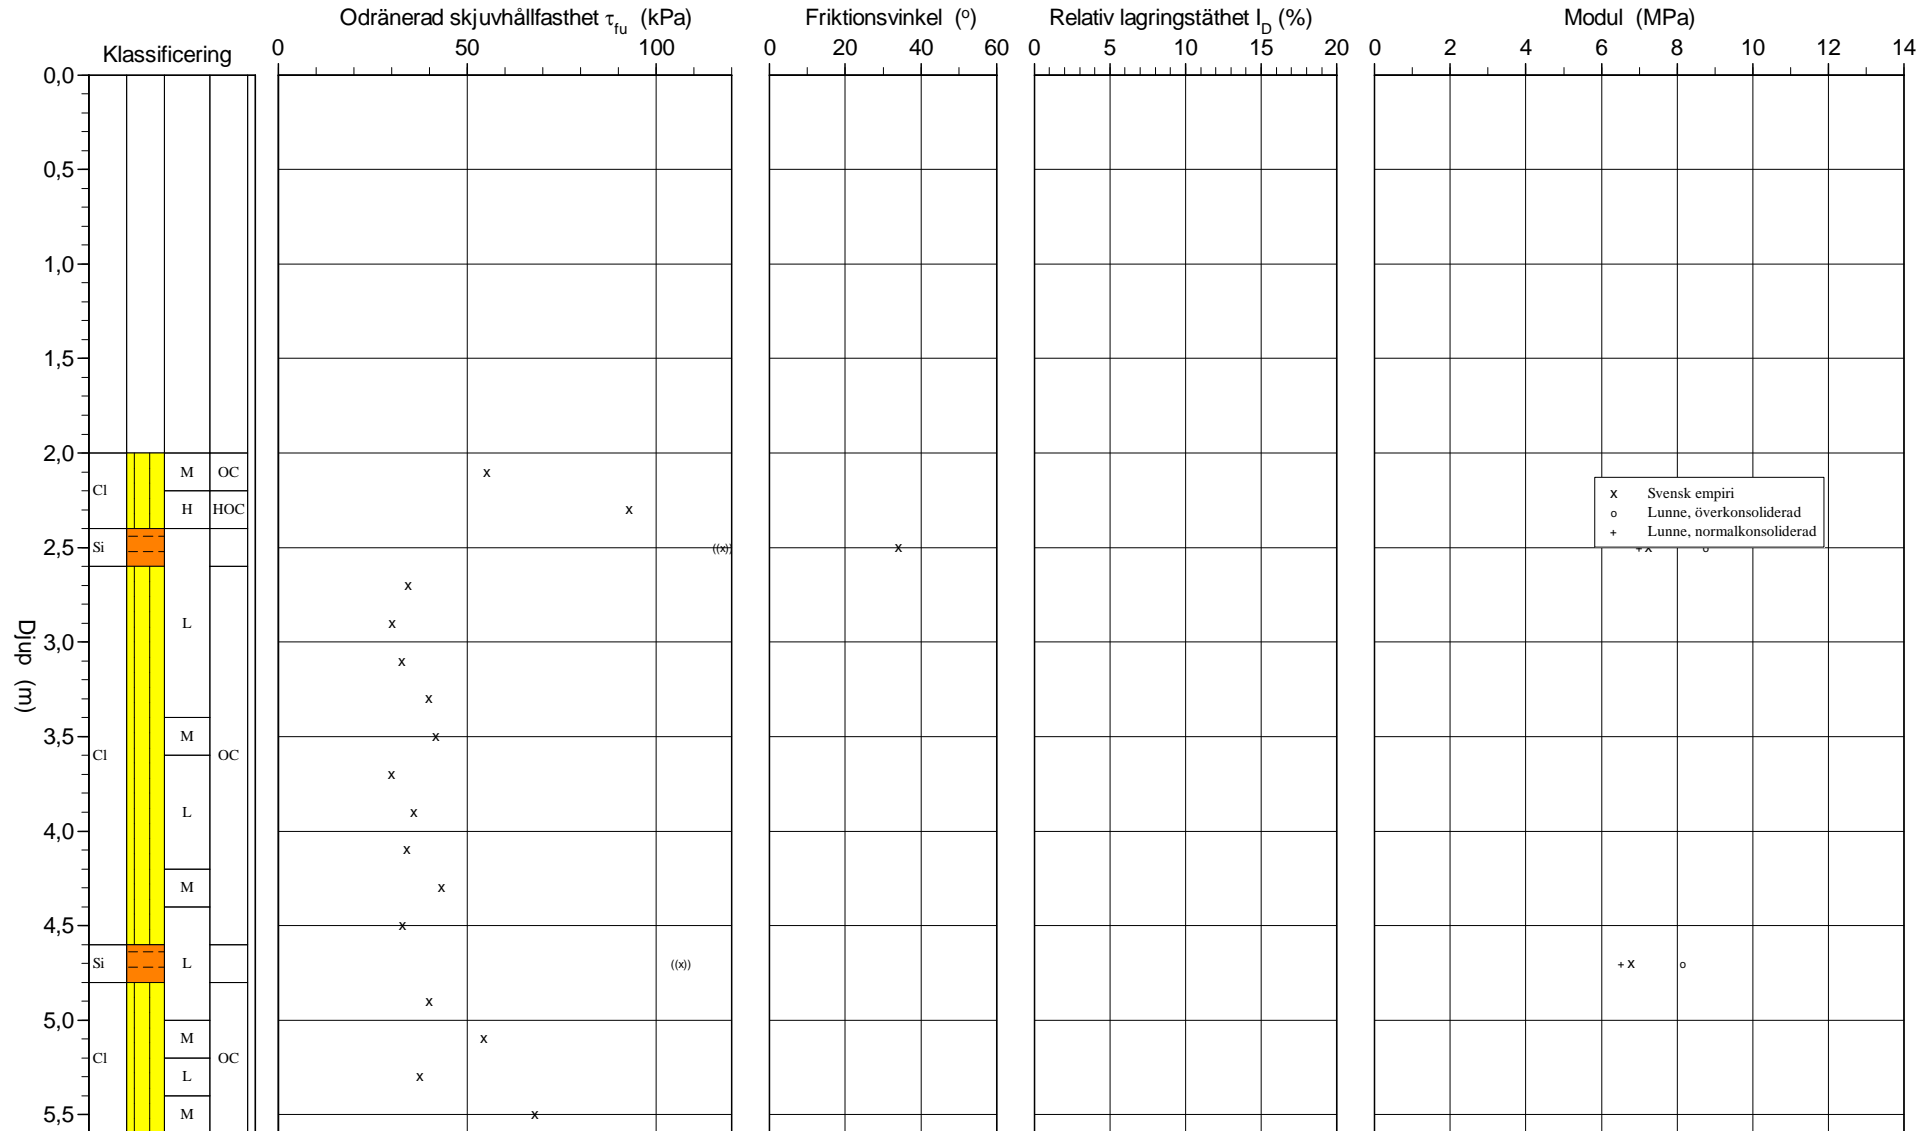 Odränerad skjuvhållfasthet τfu (kPa)
Friktionsvinkel (o)
Relativ lagringstäthet ID (%)
Modul (MPa)
Klassificering
0 50 100
0 20 40 60
0 5 10 15 20
0 2 4 6 8 10 12 14
Djup (m)
0,0
0,5
1,0
1,5
2,0
Cl M OC
H HOC
x Svensk empiri
o Lunne, överkonsoliderad
+ Lunne, normalkonsoliderad
2,5
Si
((x))
L
3,0
3,5
M
Cl OC
L
4,0
M
4,5
Si L
((x))
5,0
M
Cl OC
L
5,5
M